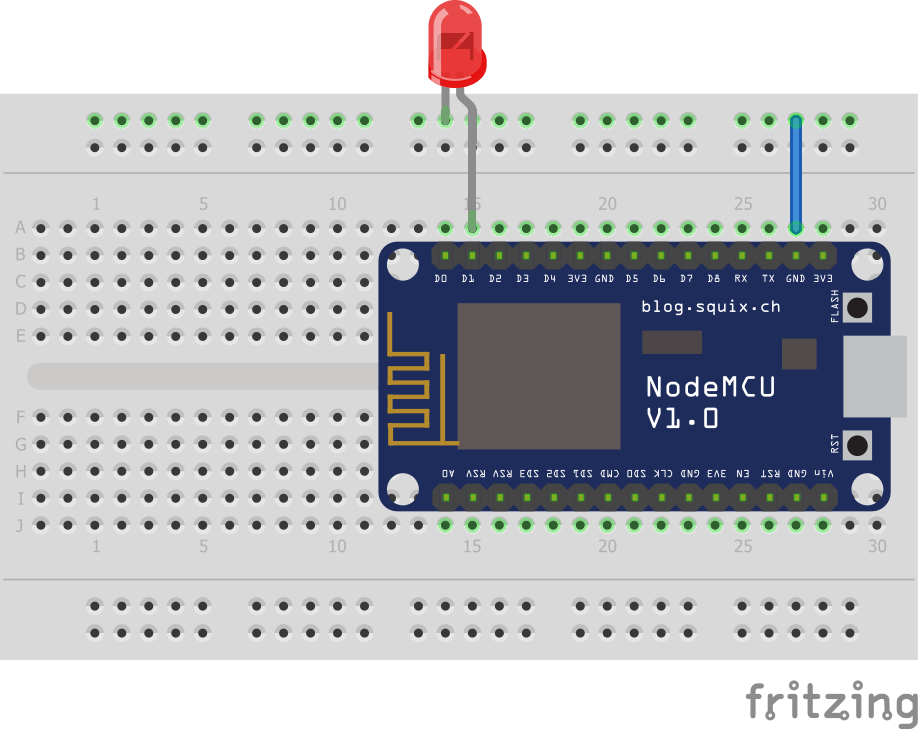 1 5 10 15 20 25 30
A
B
C
D
E
F
G
H
I
J
D0 D1 D2 D3 D4 3V3 GND D5 D6 D7 D8 RX TX GND 3V3
blog.squix.ch
FLASH
NodeMCU
V1.0
RST
A0 RSV RSV SD3 SD2 SD1 CMD SD0 CLK GND 3V3 EN RST GND Vin
1 5 10 15 20 25 30
fritzing